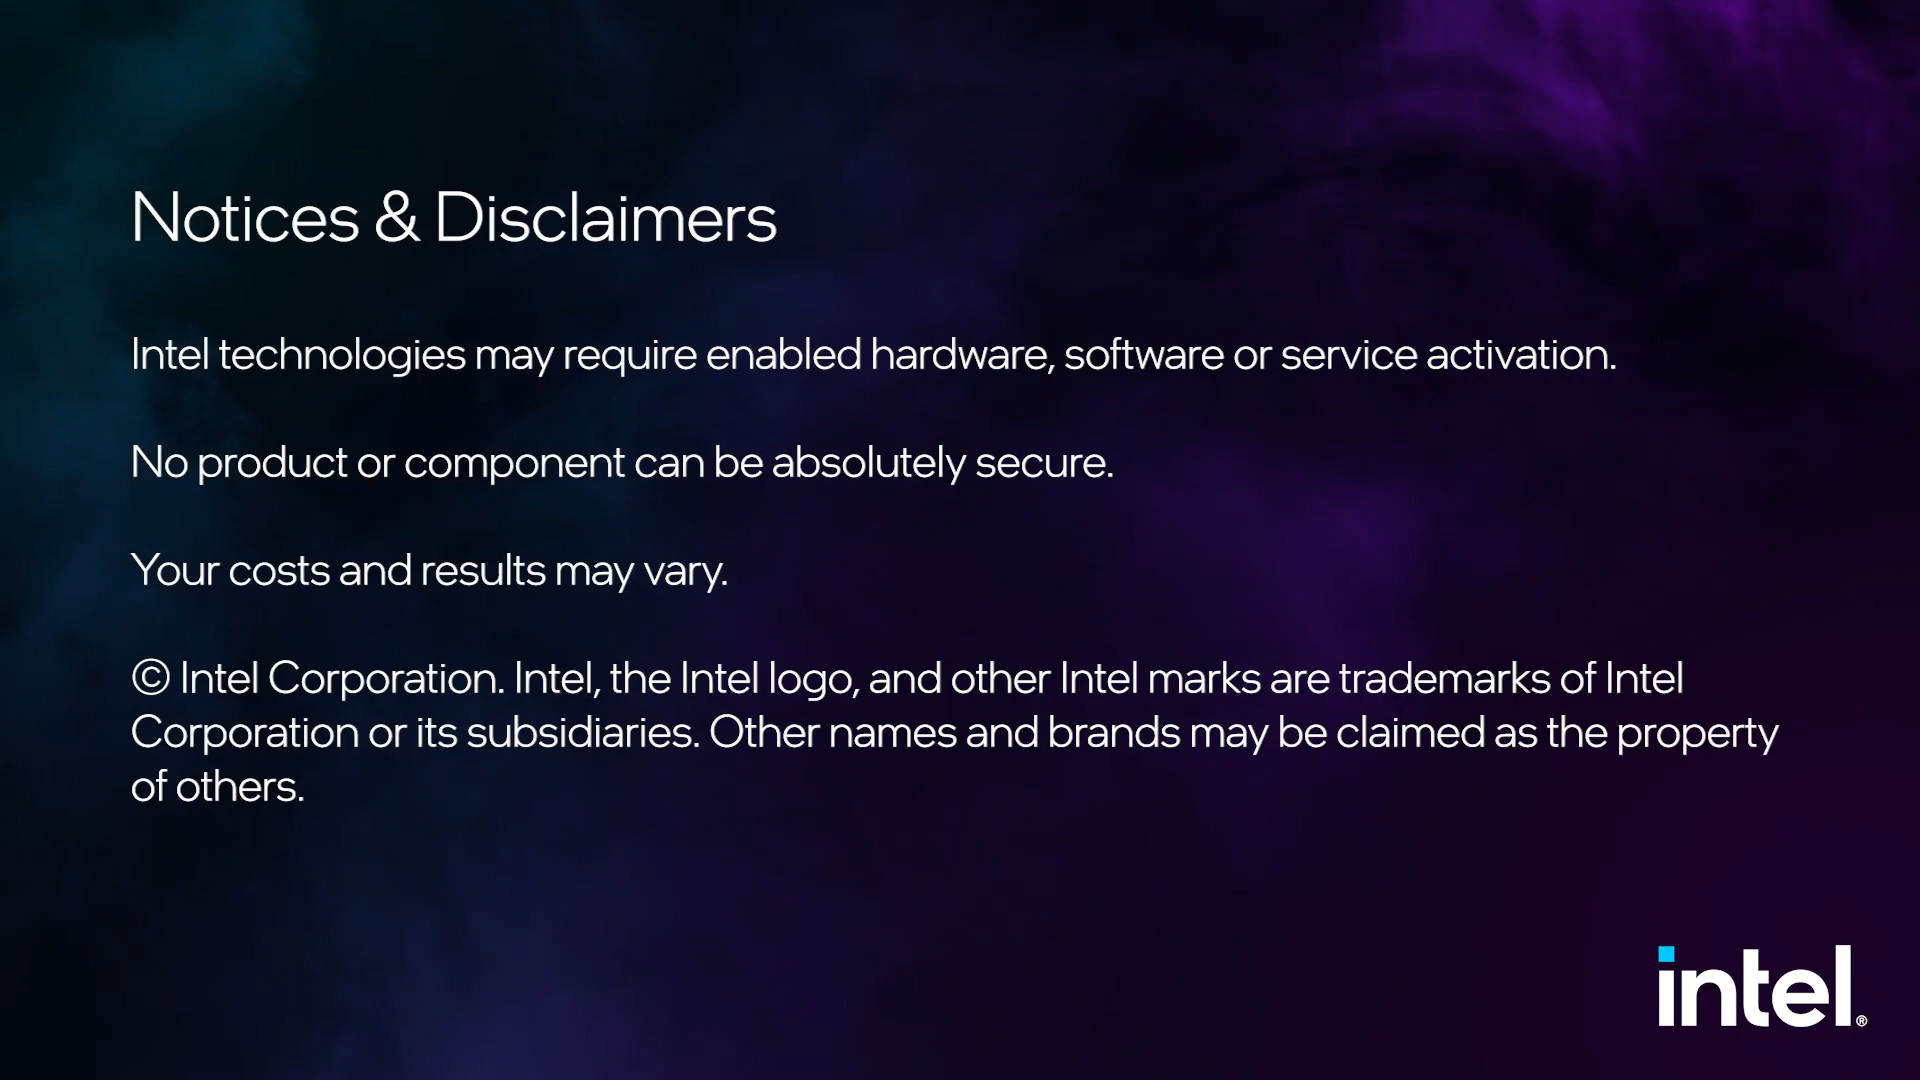 Notices & Disclaimers
Intel technologies may require enabled hardware, software or service activation.
No product or component can be absolutely secure.
Your costs and results may vary.
© Intel Corporation. Intel, the Intel logo, and other Intel marks are trademarks of Intel
Corporation or its subsidiaries. Other names and brands may be claimed as the property
of others.
intel®